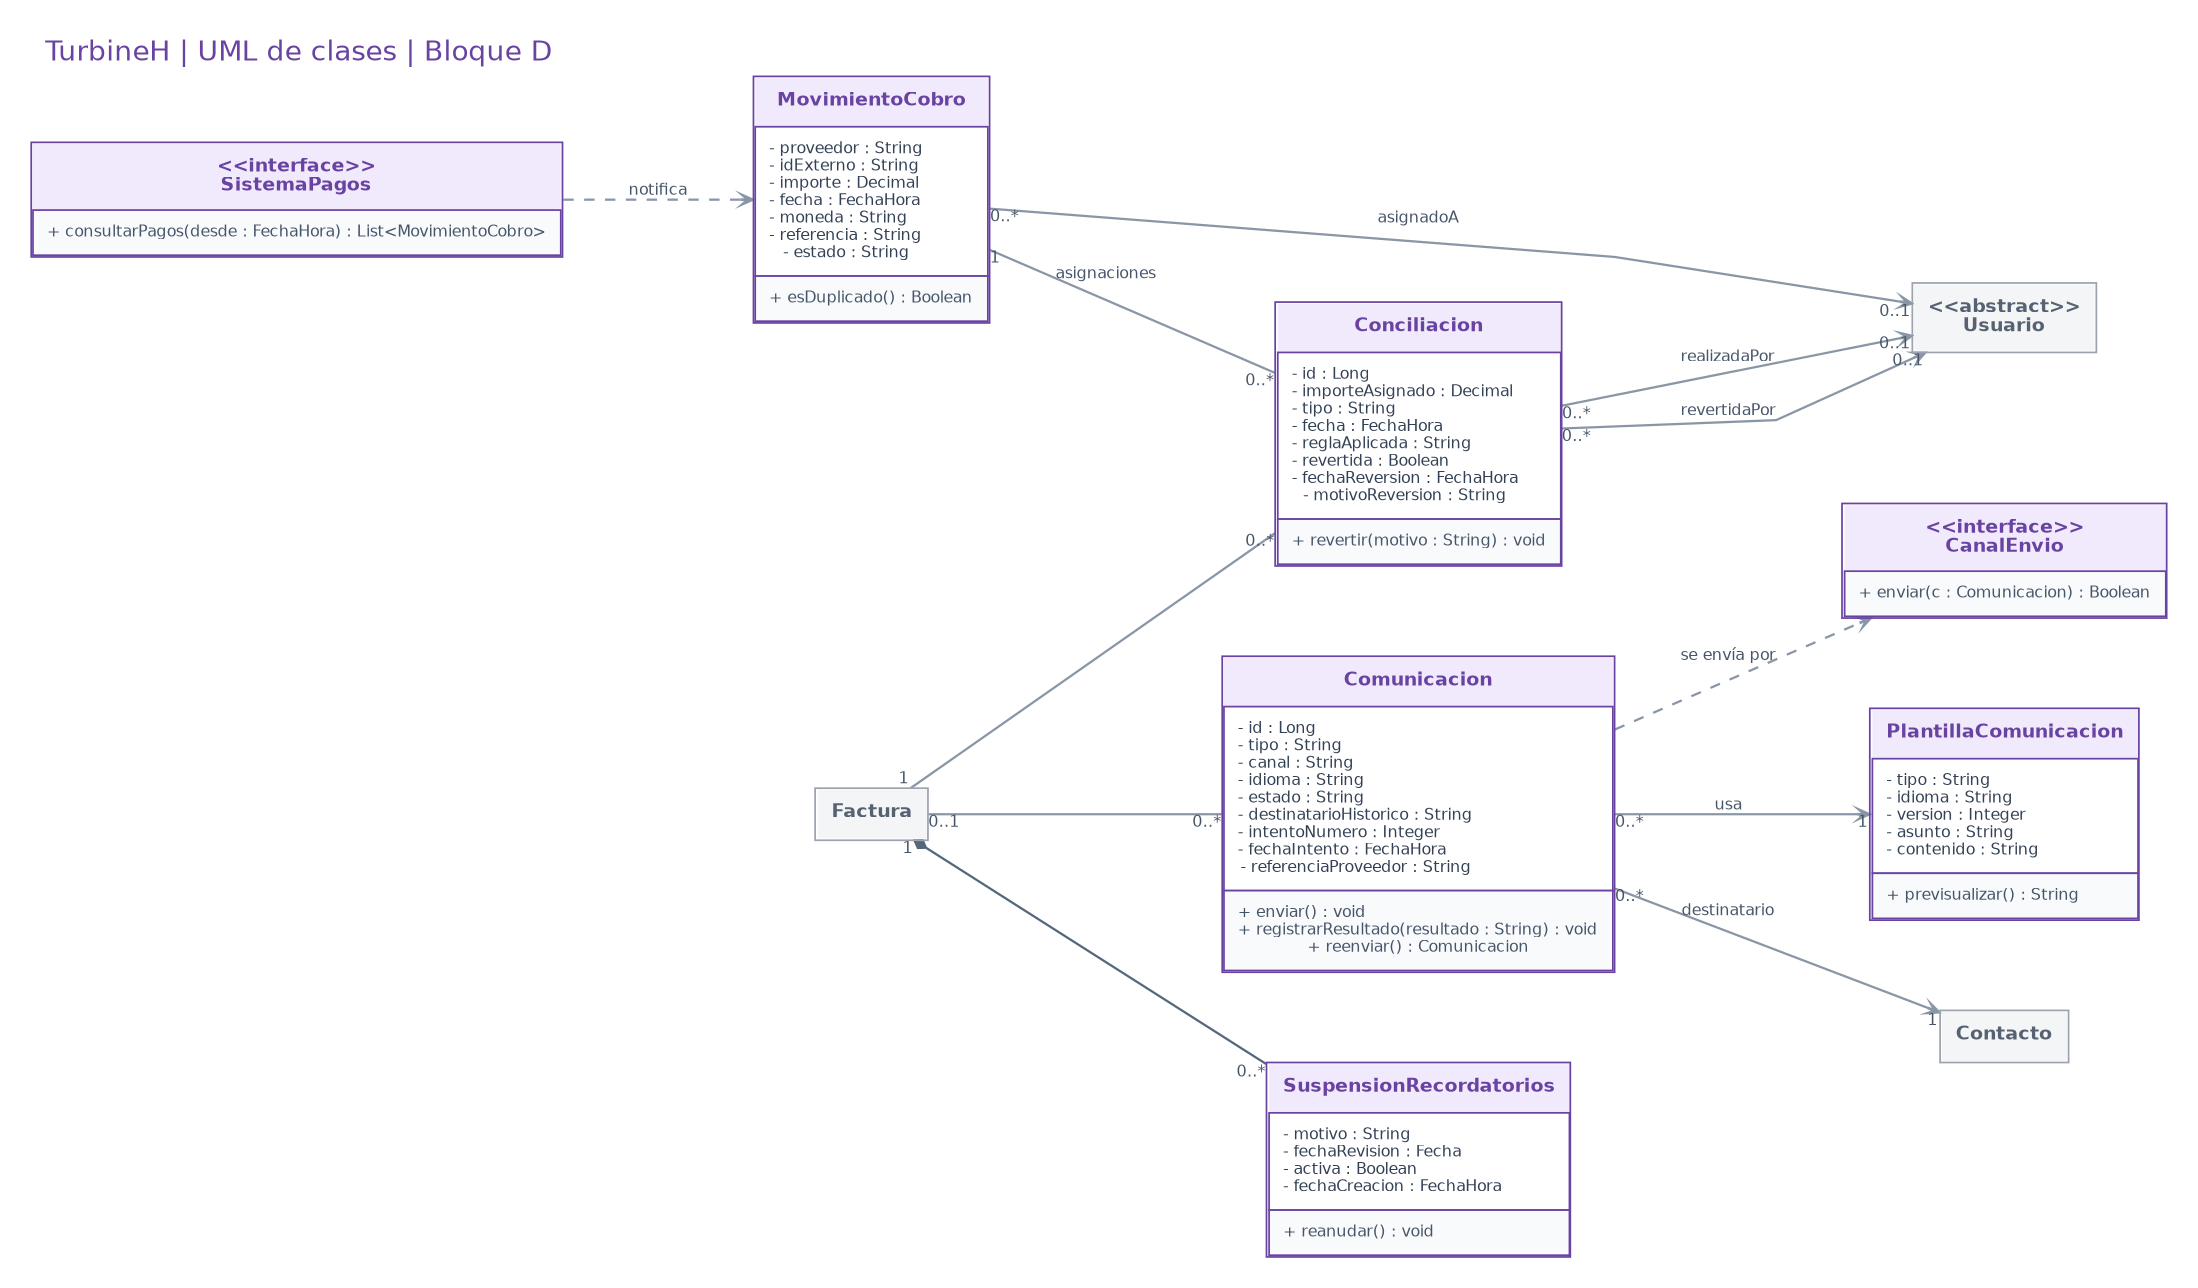 TurbineH | UML de clases | Bloque D
<<interface>>
SistemaPagos
+ consultarPagos(desde : FechaHora) : List<MovimientoCobro>
notifica
MovimientoCobro
- proveedor : String
- idExterno : String
- importe : Decimal
- fecha : FechaHora
- moneda : String
- referencia : String
- estado : String
+ esDuplicado() : Boolean
0..*
asignadoA
0..1
1
asignaciones
0..*
<<abstract>>
Usuario
Conciliacion
- id : Long
- importeAsignado : Decimal
- tipo : String
- fecha : FechaHora
- reglaAplicada : String
- revertida : Boolean
- fechaReversion : FechaHora
- motivoReversion : String
+ revertir(motivo : String) : void
0..*
realizadaPor
0..1
0..*
revertidaPor
0..1
0..*
1
<<interface>>
CanalEnvio
+ enviar(c : Comunicacion) : Boolean
se envía por
Factura
0..1
0..*
1
0..*
Comunicacion
- id : Long
- tipo : String
- canal : String
- idioma : String
- estado : String
- destinatarioHistorico : String
- intentoNumero : Integer
- fechaIntento : FechaHora
- referenciaProveedor : String
+ enviar() : void
+ registrarResultado(resultado : String) : void
+ reenviar() : Comunicacion
0..*
usa
1
PlantillaComunicacion
- tipo : String
- idioma : String
- version : Integer
- asunto : String
- contenido : String
+ previsualizar() : String
0..*
destinatario
1
Contacto
SuspensionRecordatorios
- motivo : String
- fechaRevision : Fecha
- activa : Boolean
- fechaCreacion : FechaHora
+ reanudar() : void